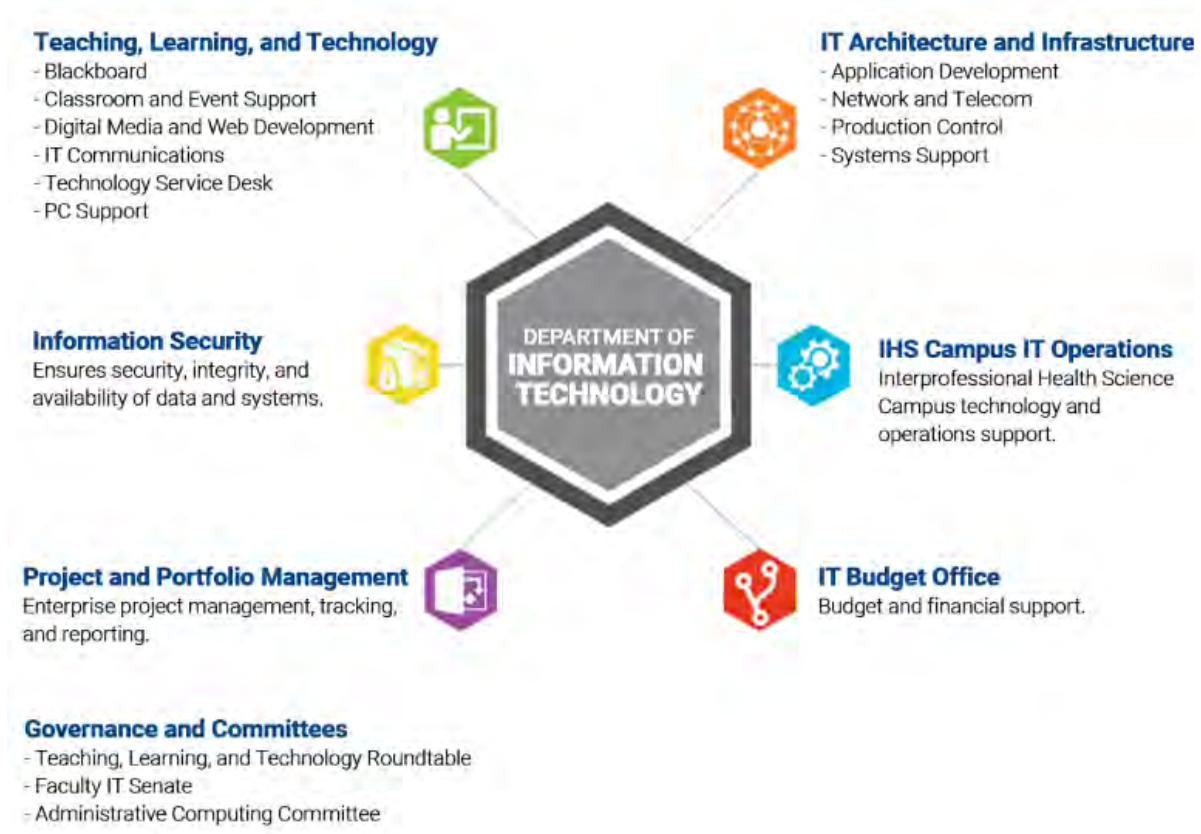 Teaching, Learning, and Technology
- Blackboard
- Classroom and Event Support
- Digital Media and Web Development
- IT Communications
- Technology Service Desk
- PC Support
IT Architecture and Infrastructure
- Application Development
- Network and Telecom
- Production Control
- Systems Support
DEPARTMENT OF
INFORMATION
TECHNOLOGY
Information Security
Ensures security, integrity, and
availability of data and systems.
IHS Campus IT Operations
Interprofessional Health Science
Campus technology and
operations support.
Project and Portfolio Management
Enterprise project management, tracking,
and reporting.
IT Budget Office
Budget and financial support.
Governance and Committees
- Teaching, Learning, and Technology Roundtable
- Faculty IT Senate
- Administrative Computing Committee